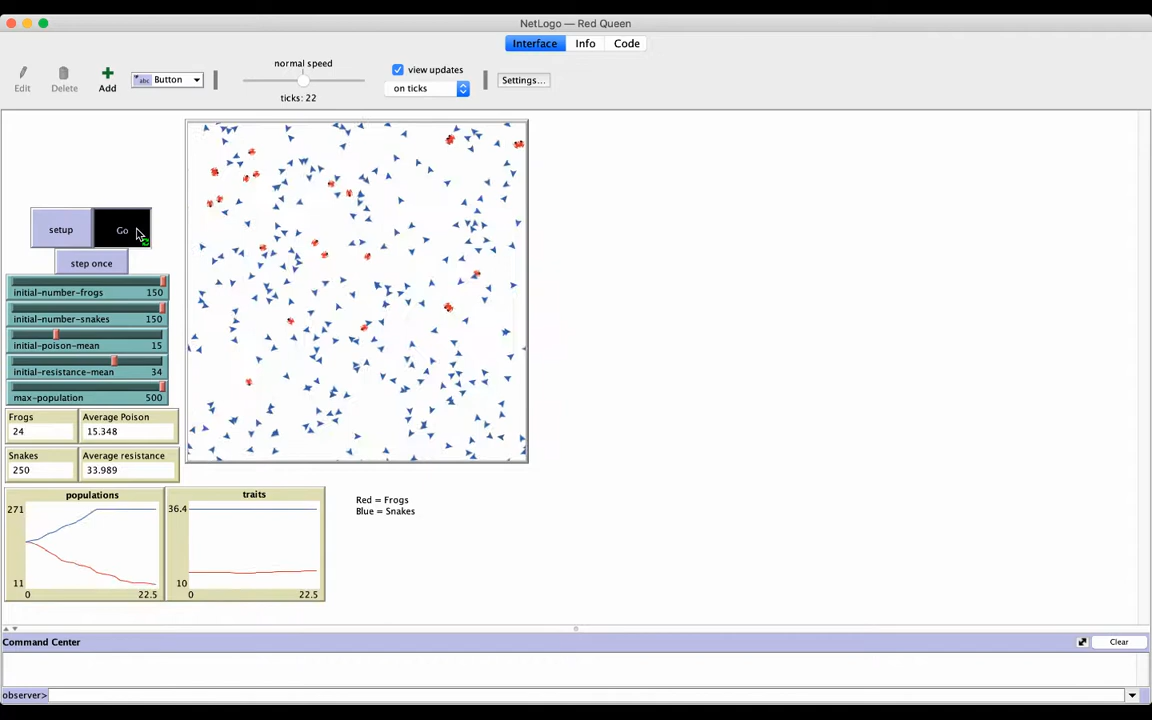 NetLogo — Red Queen
Interface Info Code
normal speed
view updates
Edit Delete Add abc Button on ticks Settings...
ticks: 22
setup Go
step once
initial-number-frogs 150
initial-number-snakes 150
initial-poison-mean 15
initial-resistance-mean 34
max-population 500
Frogs Average Poison
24 15.348
Snakes Average resistance
250 33.989
populations traits
271 36.4
11 10
0 22.5 0 22.5
Red = Frogs
Blue = Snakes
Command Center Clear
observer>